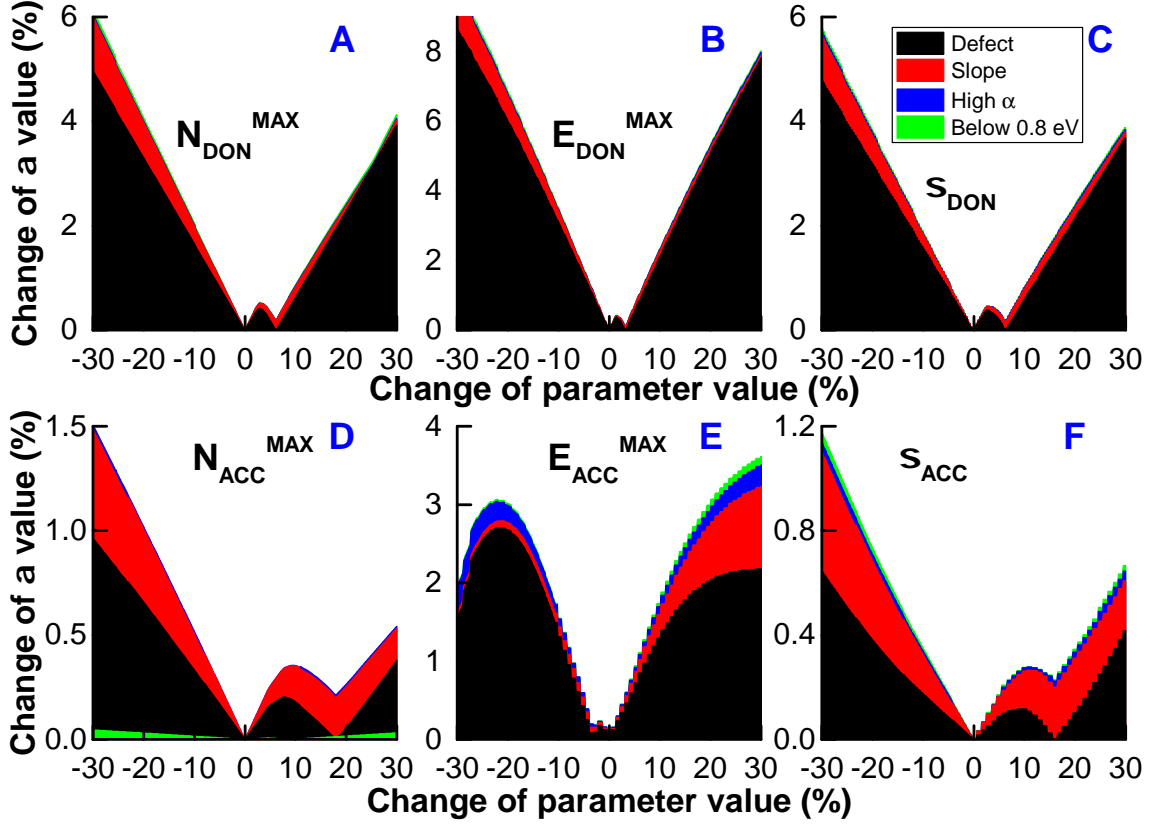 Change of a value (%)
6
4
2
0
A
N_DON^MAX
-30 -20 -10 0 10 20 30
8
6
4
2
0
B
E_DON^MAX
-30 -20 -10 0 10 20 30
6
4
2
0
C
Defect
Slope
High α
Below 0.8 eV
s_DON
-30 -20 -10 0 10 20 30
Change of parameter value (%)
Change of a value (%)
1.5
1.0
0.5
0.0
D
N_ACC^MAX
-30 -20 -10 0 10 20 30
4
3
2
1
0
E
E_ACC^MAX
-30 -20 -10 0 10 20 30
1.2
0.8
0.4
0.0
F
s_ACC
-30 -20 -10 0 10 20 30
Change of parameter value (%)